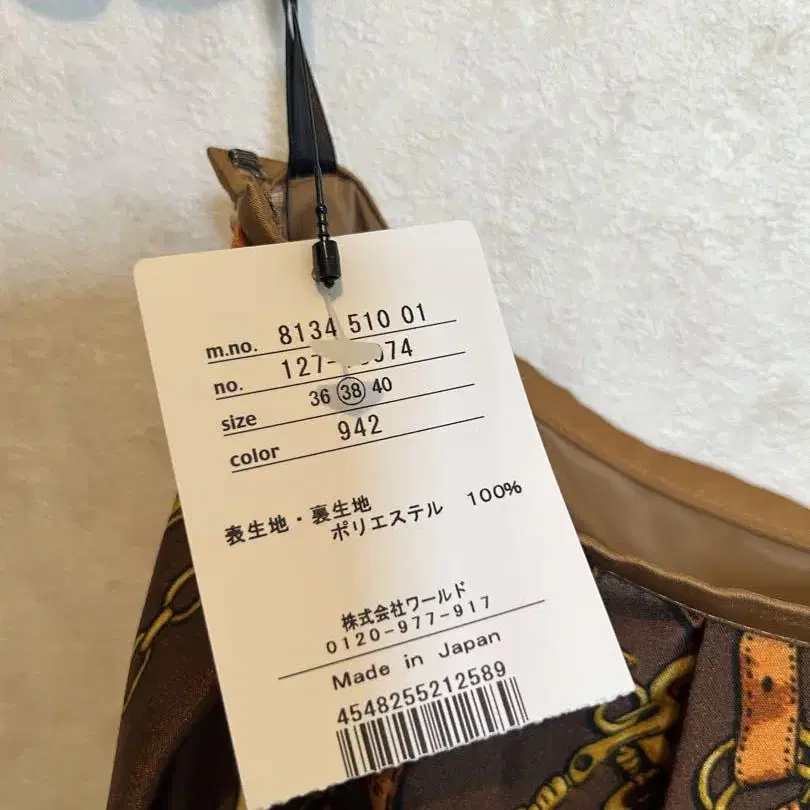 m.no. 8134 510 01
no. 127-
size 36 38 40
color 942
表生地・裏生地
ポリエステル 100%
株式会社ワールド
0120-977-917
Made in Japan
4548255212589